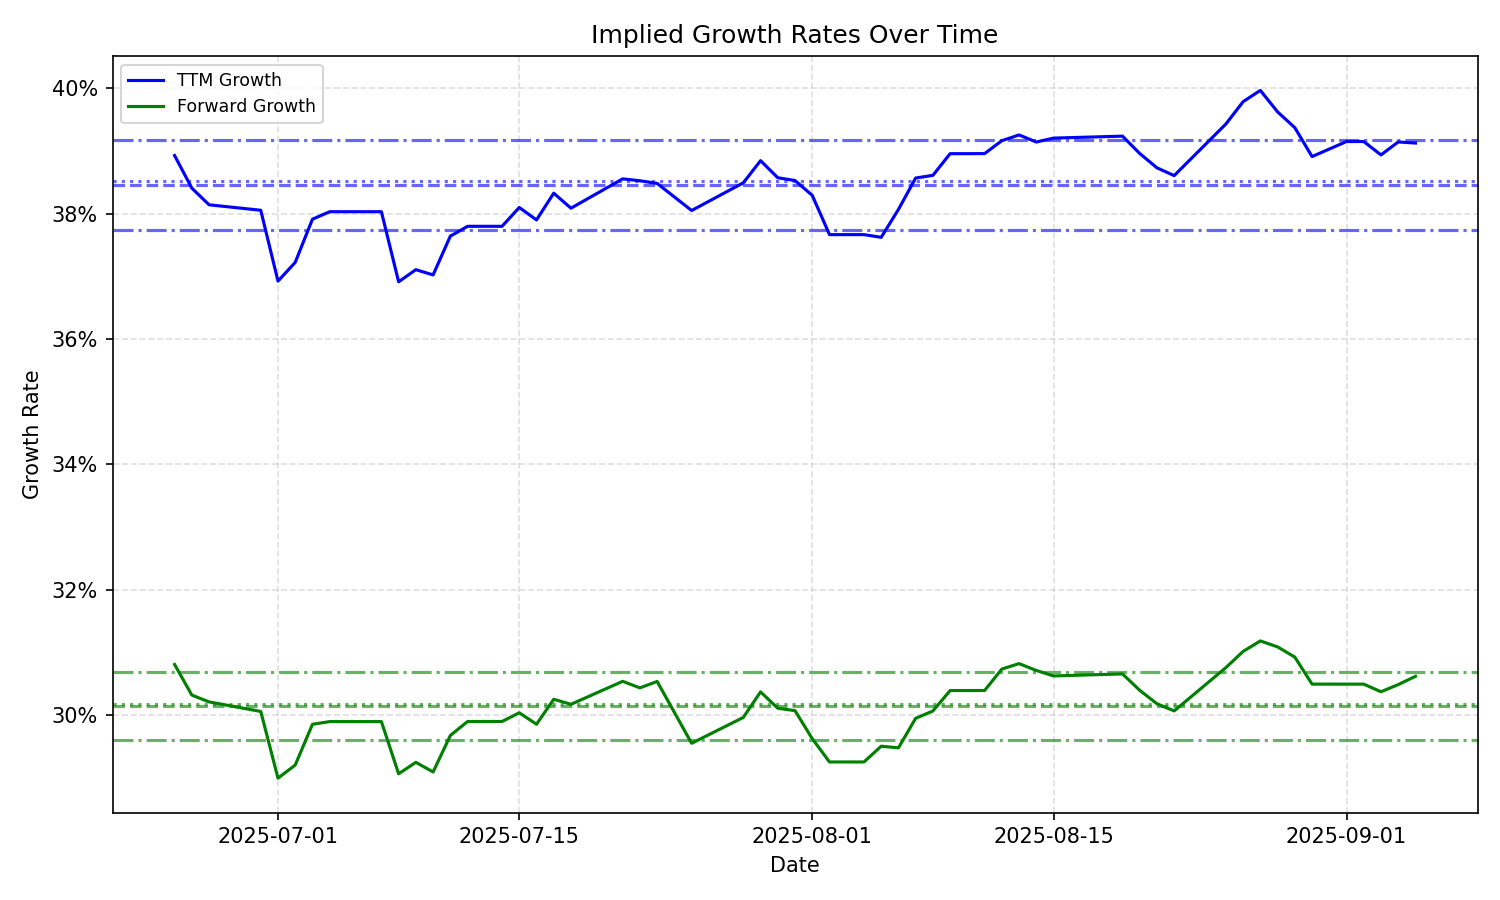 Implied Growth Rates Over Time
TTM Growth
Forward Growth
40%
38%
36%
34%
32%
30%
Growth Rate
2025-07-01
2025-07-15
2025-08-01
2025-08-15
2025-09-01
Date